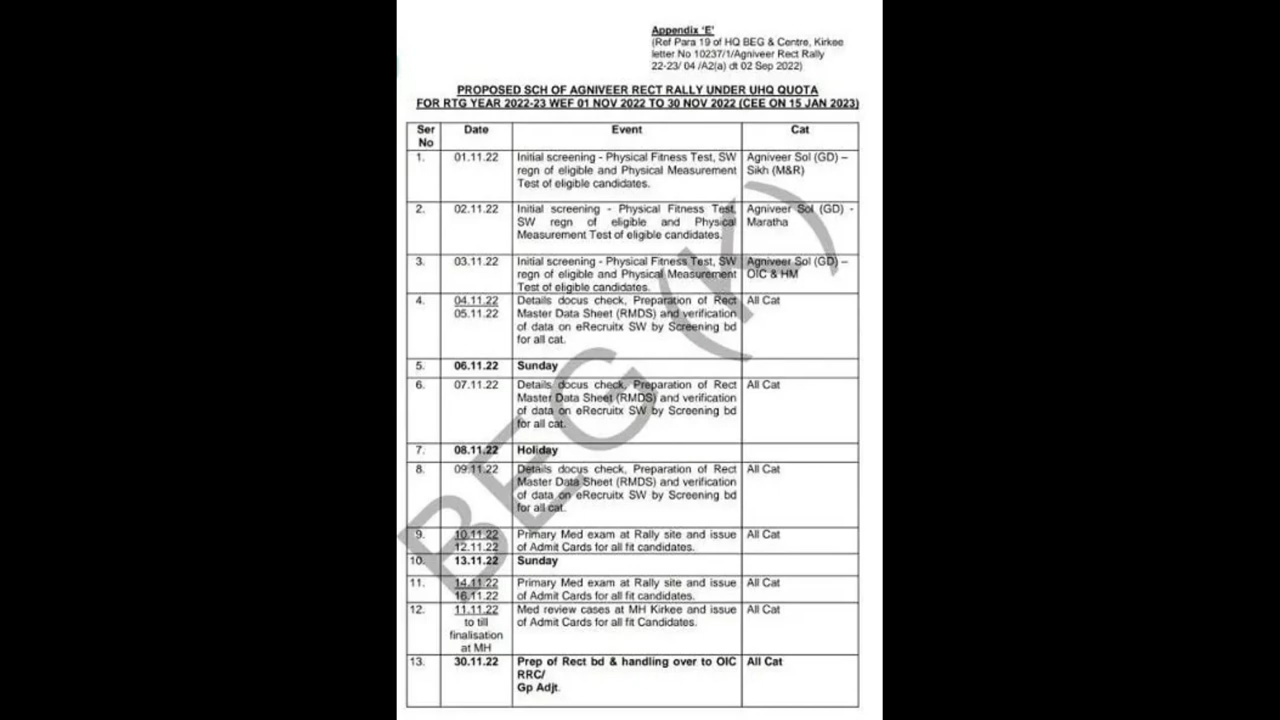 Appendix 'E'
(Ref Para 19 of HQ BEG & Centre, Kirkee
letter No 10237/1/Agniveer Rect Rally
22-23/ 04 /A2(a) dt 02 Sep 2022)
PROPOSED SCH OF AGNIVEER RECT RALLY UNDER UHQ QUOTA
FOR RTG YEAR 2022-23 WEF 01 NOV 2022 TO 30 NOV 2022 (CEE ON 15 JAN 2023)
Ser No Date Event Cat
1. 01.11.22 Initial screening - Physical Fitness Test, SW Agniveer Sol (GD) –
regn of eligible and Physical Measurement Sikh (M&R)
Test of eligible candidates.
2. 02.11.22 Initial screening - Physical Fitness Test, Agniveer Sol (GD) -
SW regn of eligible and Physical Maratha
Measurement Test of eligible candidates.
3. 03.11.22 Initial screening - Physical Fitness Test, SW Agniveer Sol (GD) –
regn of eligible and Physical Measurement OIC & HM
Test of eligible candidates.
4. 04.11.22 Details docus check, Preparation of Rect All Cat
05.11.22 Master Data Sheet (RMDS) and verification
of data on eRecruitx SW by Screening bd
for all cat.
5. 06.11.22 Sunday
6. 07.11.22 Details docus check, Preparation of Rect All Cat
Master Data Sheet (RMDS) and verification
of data on eRecruitx SW by Screening bd
for all cat.
7. 08.11.22 Holiday
8. 09.11.22 Details docus check, Preparation of Rect All Cat
Master Data Sheet (RMDS) and verification
of data on eRecruitx SW by Screening bd
for all cat.
9. 10.11.22 Primary Med exam at Rally site and issue All Cat
12.11.22 of Admit Cards for all fit candidates.
10. 13.11.22 Sunday
11. 14.11.22 Primary Med exam at Rally site and issue All Cat
16.11.22 of Admit Cards for all fit candidates.
12. 11.11.22 Med review cases at MH Kirkee and issue All Cat
to till of Admit Cards for all fit Candidates.
finalisation
at MH
13. 30.11.22 Prep of Rect bd & handling over to OIC All Cat
RRC/
Gp Adjt.
BEG (K)